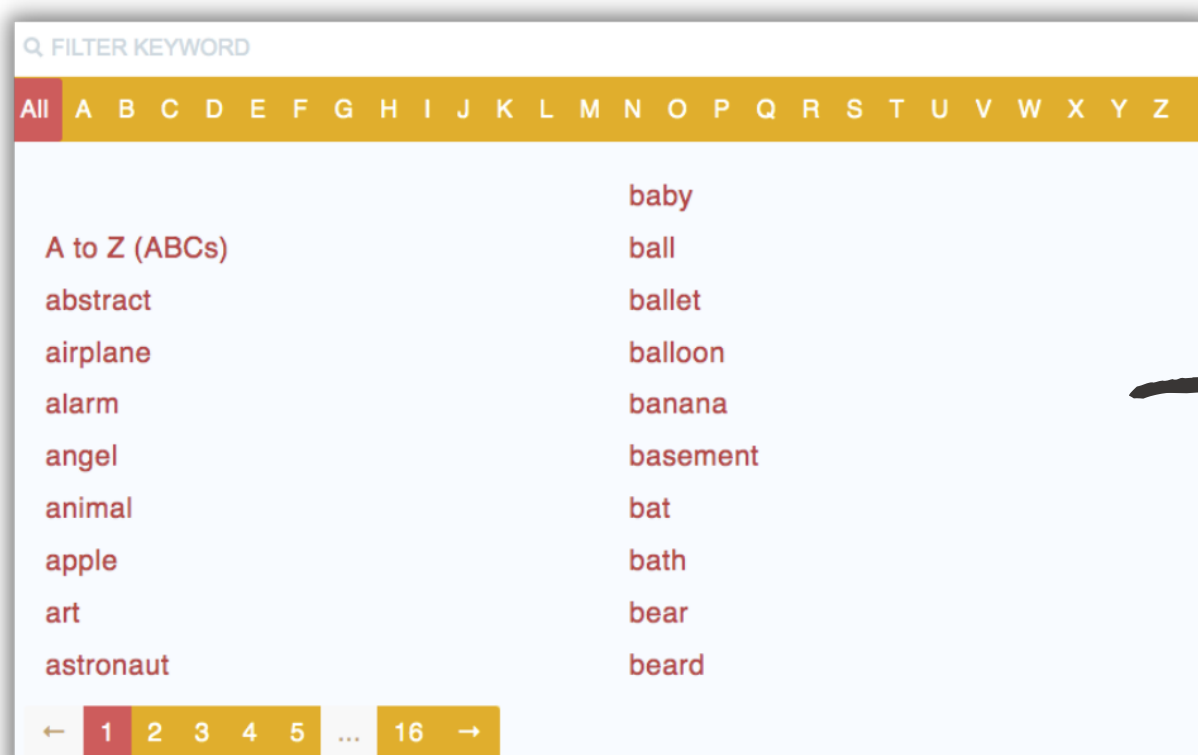 FILTER KEYWORD
All A B C D E F G H I J K L M N O P Q R S T U V W X Y Z
A to Z (ABCs)
abstract
airplane
alarm
angel
animal
apple
art
astronaut
baby
ball
ballet
balloon
banana
basement
bat
bath
bear
beard
← 1 2 3 4 5 ... 16 →